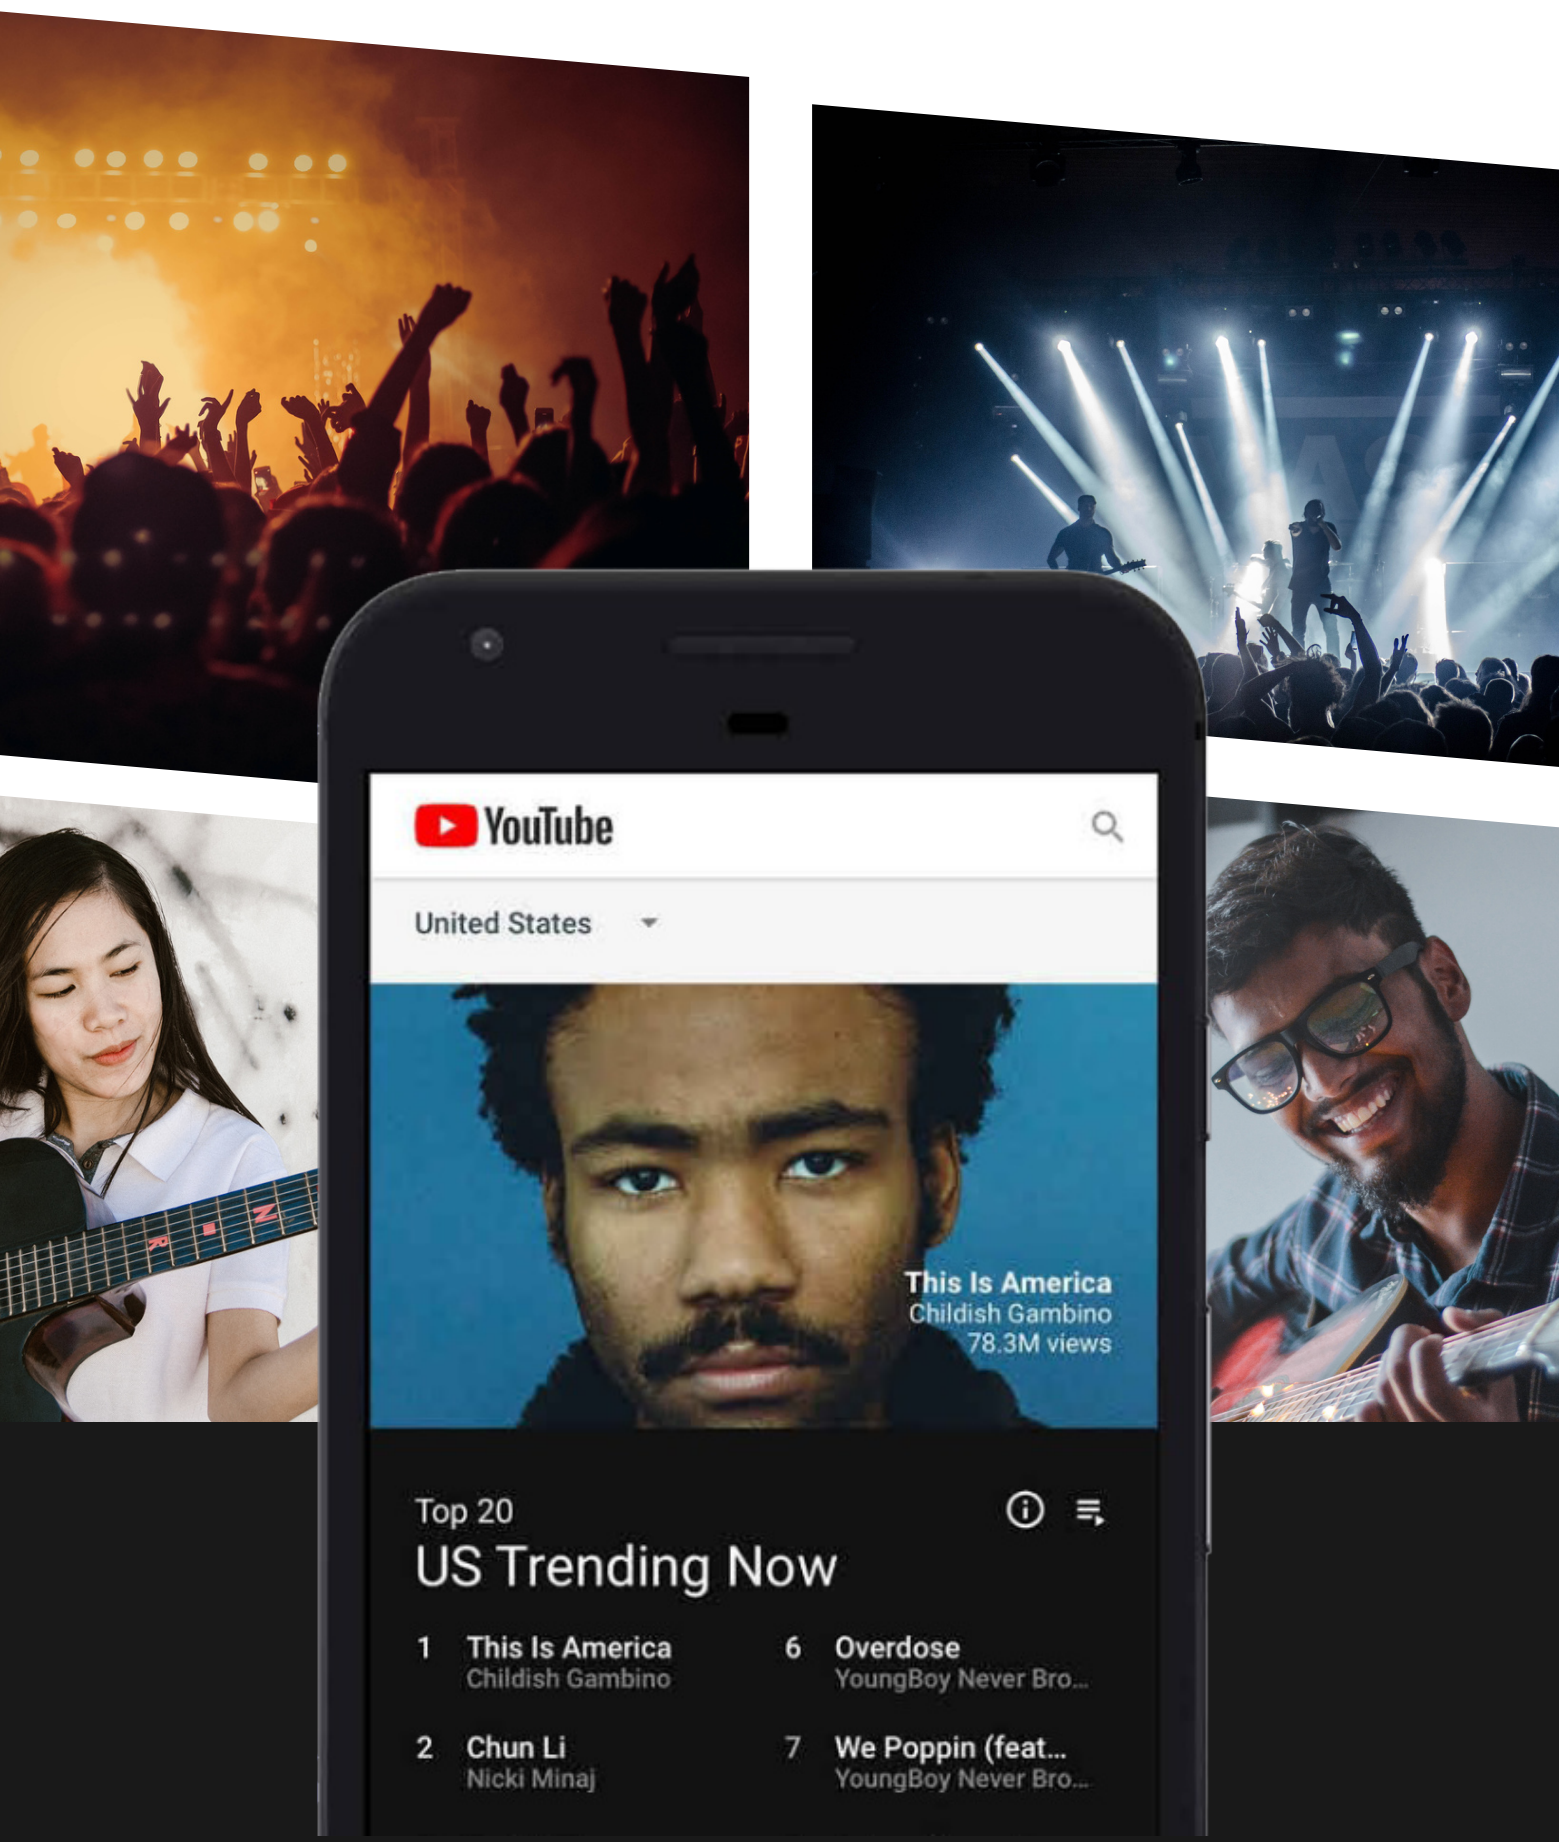 YouTube
United States
This Is America
Childish Gambino
78.3M views
Top 20
US Trending Now
1 This Is America
Childish Gambino
2 Chun Li
Nicki Minaj
6 Overdose
YoungBoy Never Bro...
7 We Poppin (feat...
YoungBoy Never Bro...
N
R